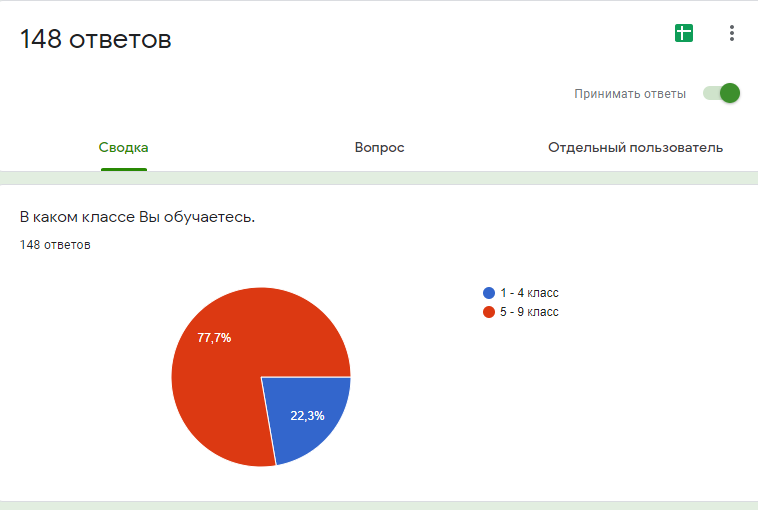 148 ответов
Принимать ответы
Сводка
Вопрос
Отдельный пользователь
В каком классе Вы обучаетесь.
148 ответов
1 - 4 класс
5 - 9 класс
77,7%
22,3%